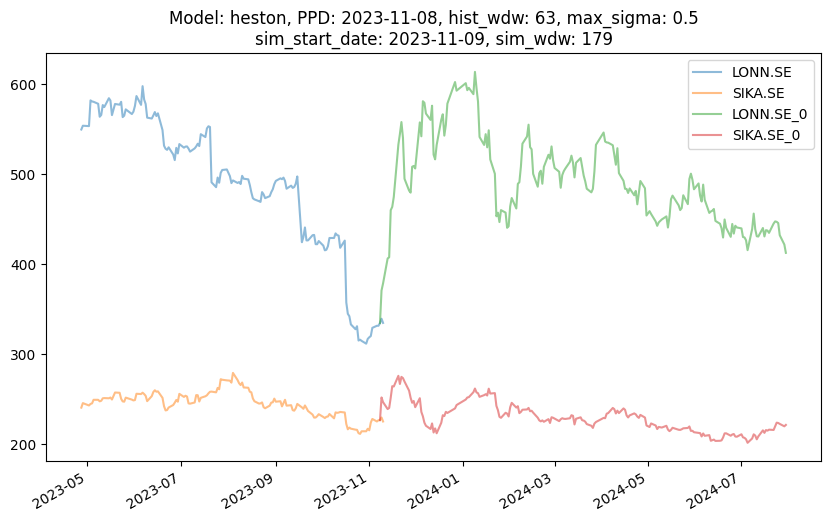 Model: heston, PPD: 2023-11-08, hist_wdw: 63, max_sigma: 0.5
sim_start_date: 2023-11-09, sim_wdw: 179
LONN.SE
SIKA.SE
LONN.SE_0
SIKA.SE_0
600
500
400
300
200
2023-05
2023-07
2023-09
2023-11
2024-01
2024-03
2024-05
2024-07